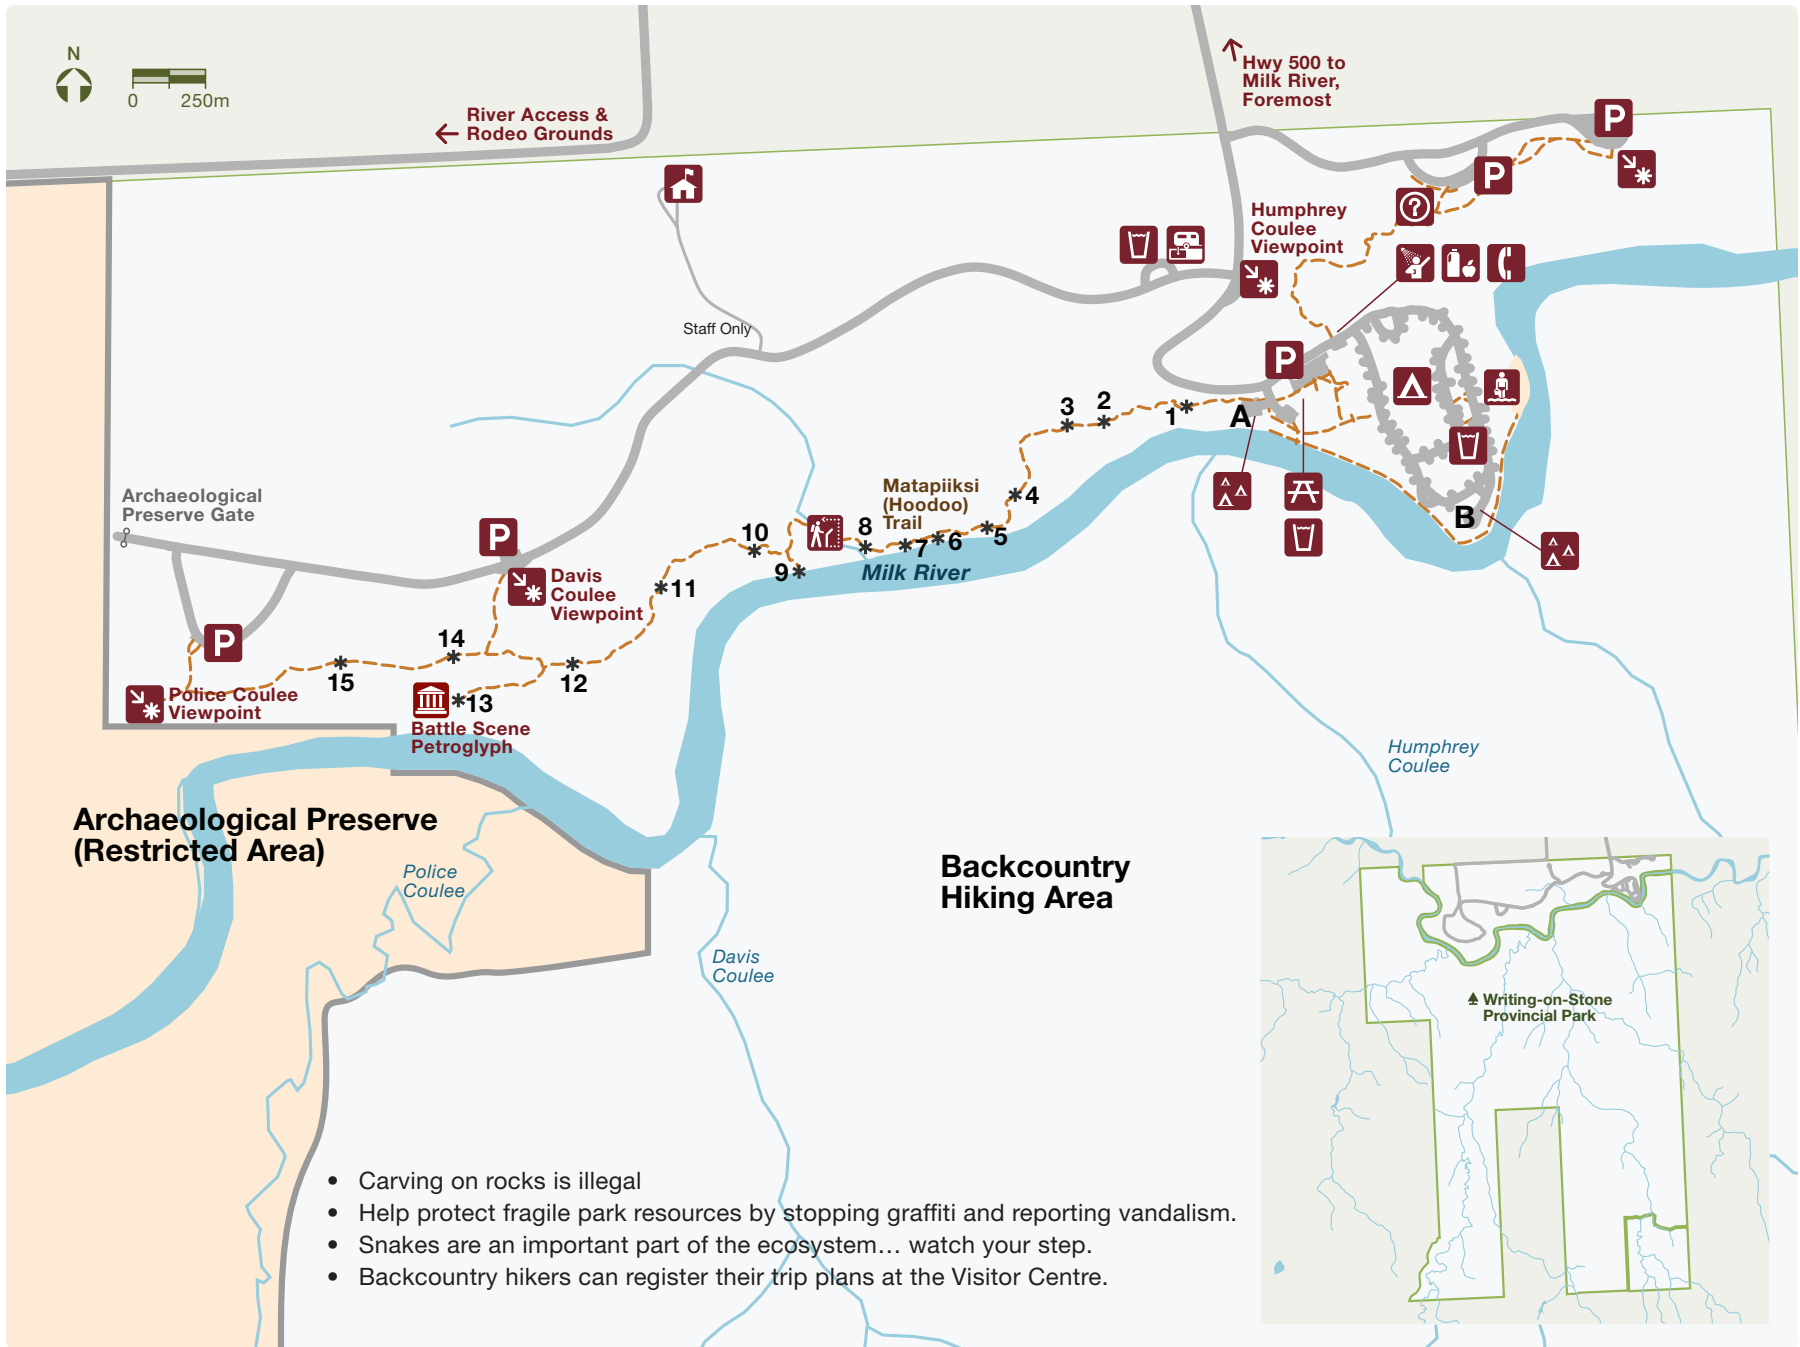 N
0 250m
River Access &
Rodeo Grounds
Hwy 500 to
Milk River,
Foremost
P
P
?
Humphrey
Coulee
Viewpoint
Staff Only
P
A
B
1
2
3
4
5
6
7
8
9
10
11
12
13
14
15
Matapiiksi
(Hoodoo)
Trail
Milk River
Archaeological
Preserve Gate
P
Davis
Coulee
Viewpoint
P
Police Coulee
Viewpoint
Battle Scene
Petroglyph
Archaeological Preserve
(Restricted Area)
Police
Coulee
Davis
Coulee
Backcountry
Hiking Area
Humphrey
Coulee
Writing-on-Stone
Provincial Park
• Carving on rocks is illegal
• Help protect fragile park resources by stopping graffiti and reporting vandalism.
• Snakes are an important part of the ecosystem… watch your step.
• Backcountry hikers can register their trip plans at the Visitor Centre.